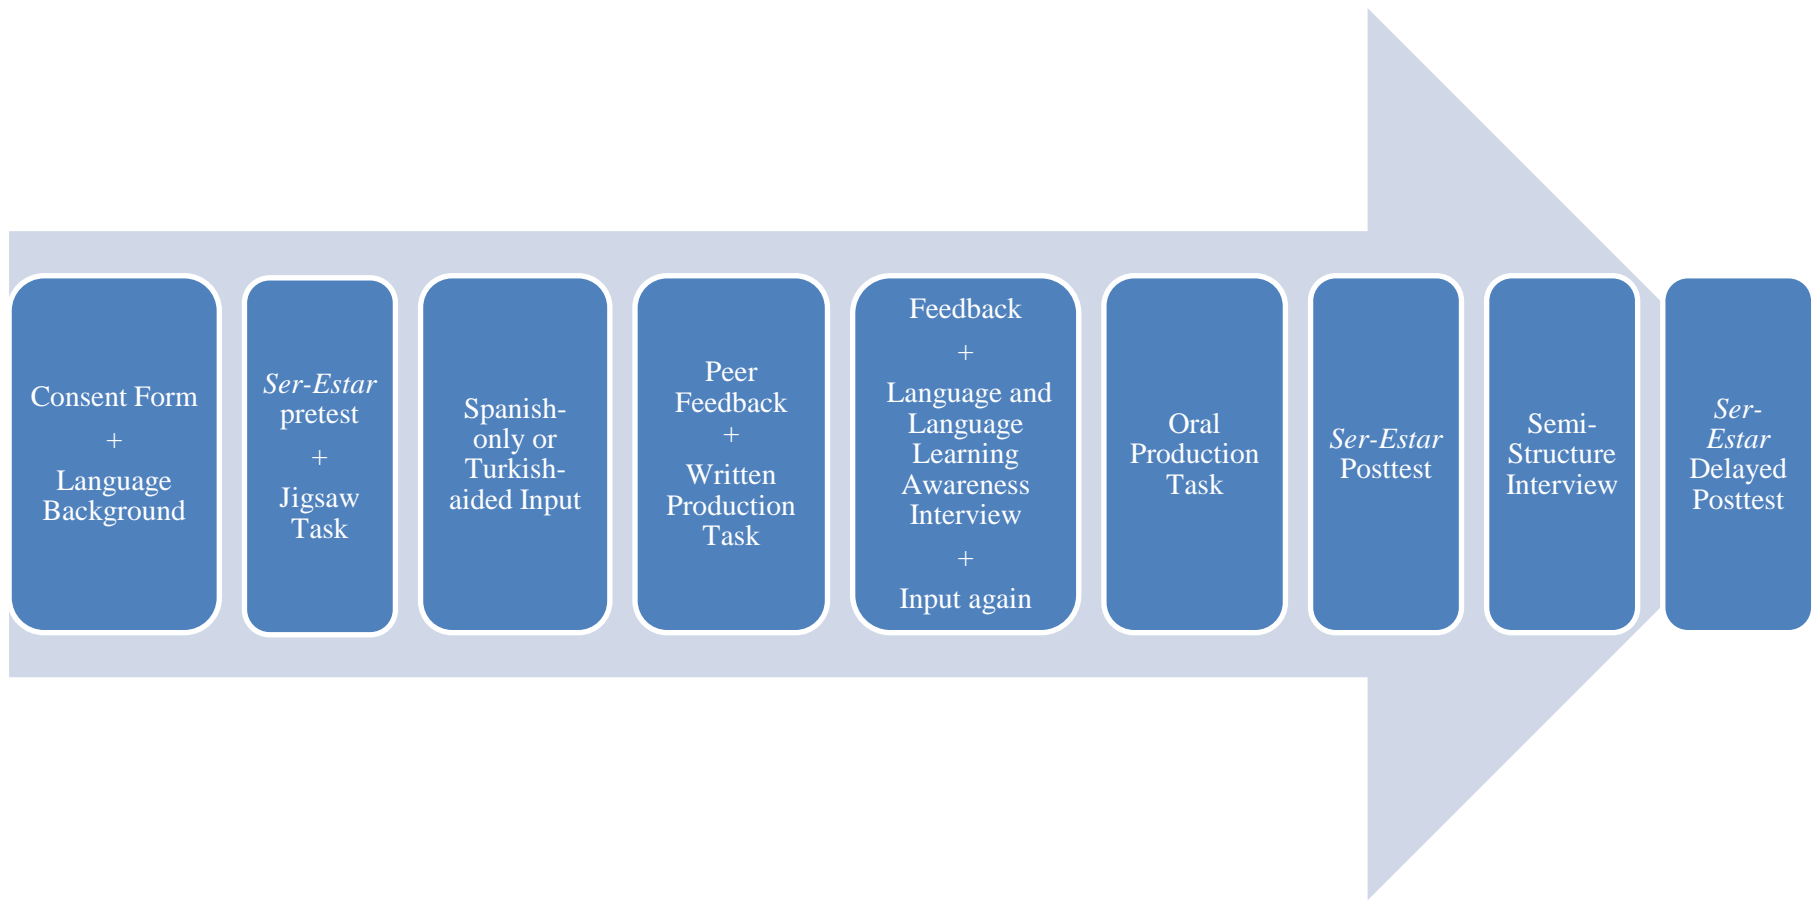 Consent Form
+
Language
Background
Ser-Estar
pretest
+
Jigsaw
Task
Spanish-
only or
Turkish-
aided Input
Peer
Feedback
+
Written
Production
Task
Feedback
+
Language and
Language
Learning
Awareness
Interview
+
Input again
Oral
Production
Task
Ser-Estar
Posttest
Semi-
Structure
Interview
Ser-
Estar
Delayed
Posttest